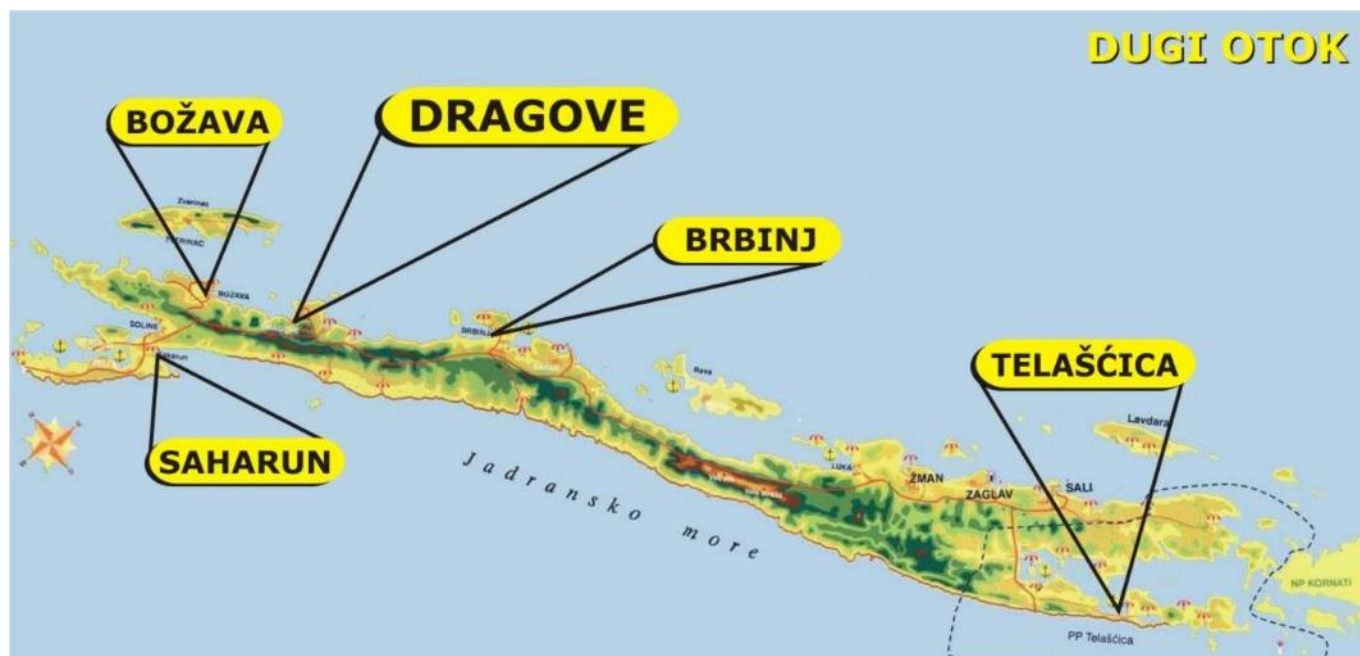 DUGI OTOK
BOŽAVA
DRAGOVE
Zverinac
BRBINJ
BOŽAVA
SOLINE
BRBINJ
Rava
TELAŠĆICA
Lavdara
SAHARUN
LUKA
ŽMAN
ZAGLAV
SALI
Jadransko more
NP KORNATI
PP Telašćica